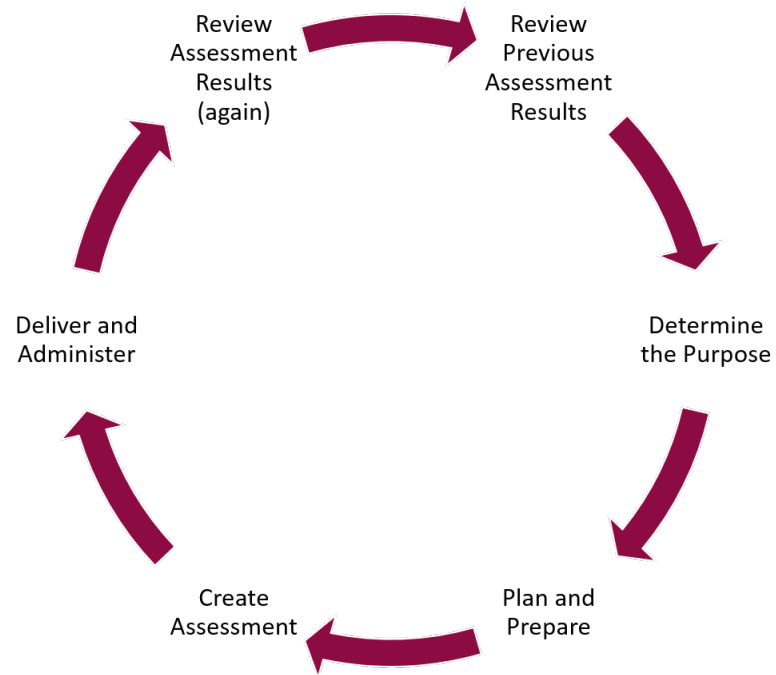 Review
Assessment
Results
(again)
Review
Previous
Assessment
Results
Determine
the Purpose
Plan and
Prepare
Create
Assessment
Deliver and
Administer